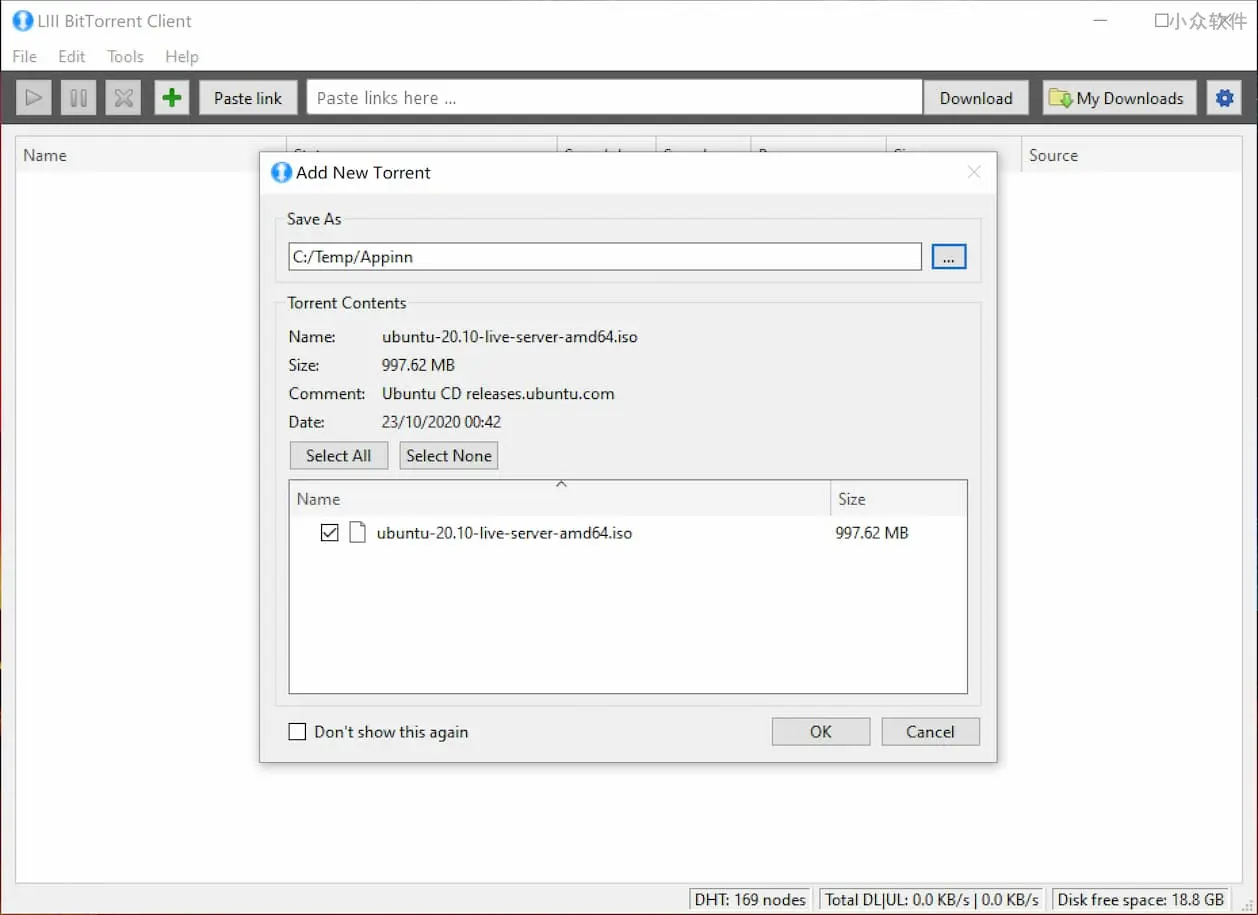 LIII BitTorrent Client
小众软件
File Edit Tools Help
Paste link
Paste links here ...
Download
My Downloads
Name
Source
Add New Torrent
Save As
C:/Temp/Appinn
...
Torrent Contents
Name: ubuntu-20.10-live-server-amd64.iso
Size: 997.62 MB
Comment: Ubuntu CD releases.ubuntu.com
Date: 23/10/2020 00:42
Select All Select None
Name Size
ubuntu-20.10-live-server-amd64.iso 997.62 MB
Don't show this again
OK Cancel
DHT: 169 nodes Total DL|UL: 0.0 KB/s | 0.0 KB/s Disk free space: 18.8 GB